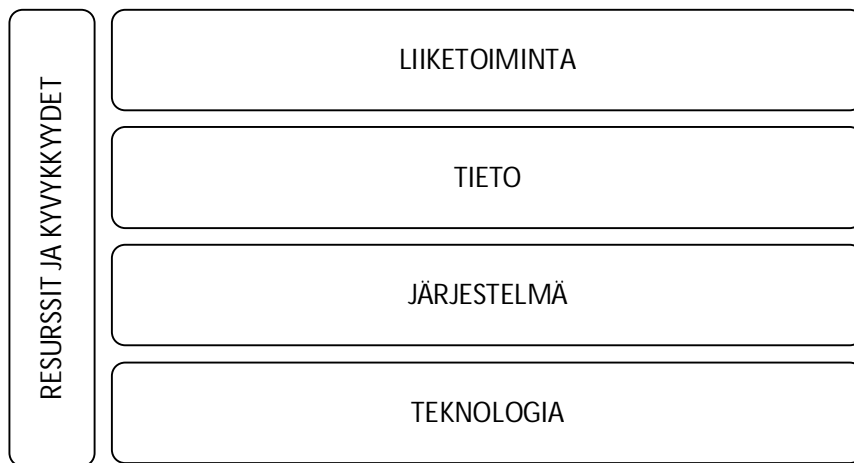 RESURSSIT JA KYVYKKYYDET
LIIKETOIMINTA
TIETO
JÄRJESTELMÄ
TEKNOLOGIA